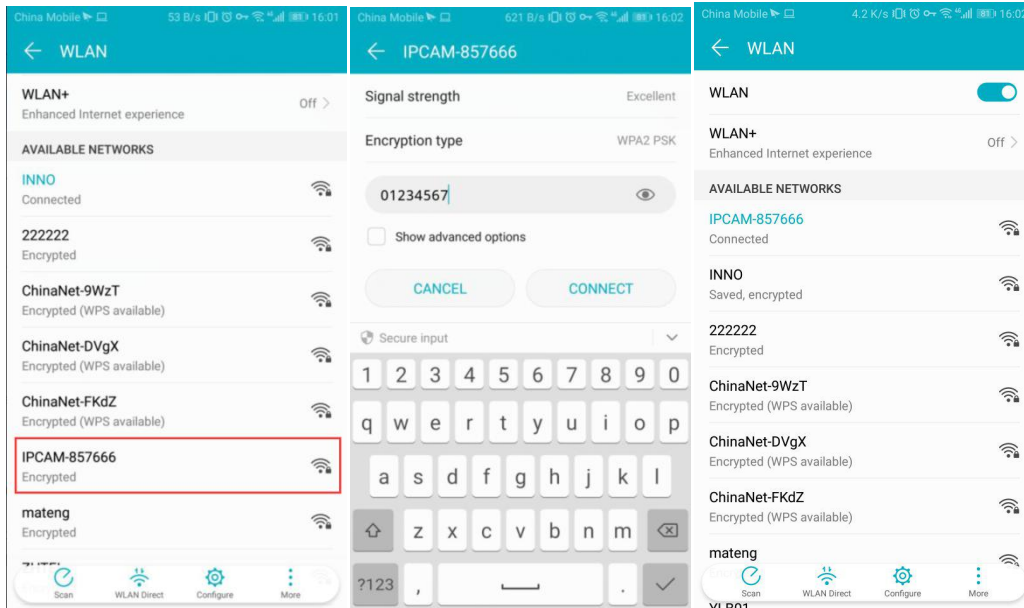 China Mobile 53 B/s 4G 16:01
WLAN
WLAN+
Enhanced Internet experience
Off
AVAILABLE NETWORKS
INNO
Connected
222222
Encrypted
ChinaNet-9WzT
Encrypted (WPS available)
ChinaNet-DVgX
Encrypted (WPS available)
ChinaNet-FKdZ
Encrypted (WPS available)
IPCAM-857666
Encrypted
mateng
Encrypted
Scan WLAN Direct Configure More
China Mobile 621 B/s 4G 16:02
IPCAM-857666
Signal strength Excellent
Encryption type WPA2 PSK
01234567
Show advanced options
CANCEL CONNECT
Secure input
1 2 3 4 5 6 7 8 9 0
q w e r t y u i o p
a s d f g h j k l
z x c v b n m
?123 , .
China Mobile 4.2 K/s 4G 16:02
WLAN
WLAN
WLAN+
Enhanced Internet experience
Off
AVAILABLE NETWORKS
IPCAM-857666
Connected
INNO
Saved, encrypted
222222
Encrypted
ChinaNet-9WzT
Encrypted (WPS available)
ChinaNet-DVgX
Encrypted (WPS available)
ChinaNet-FKdZ
Encrypted (WPS available)
mateng
Scan WLAN Direct Configure More